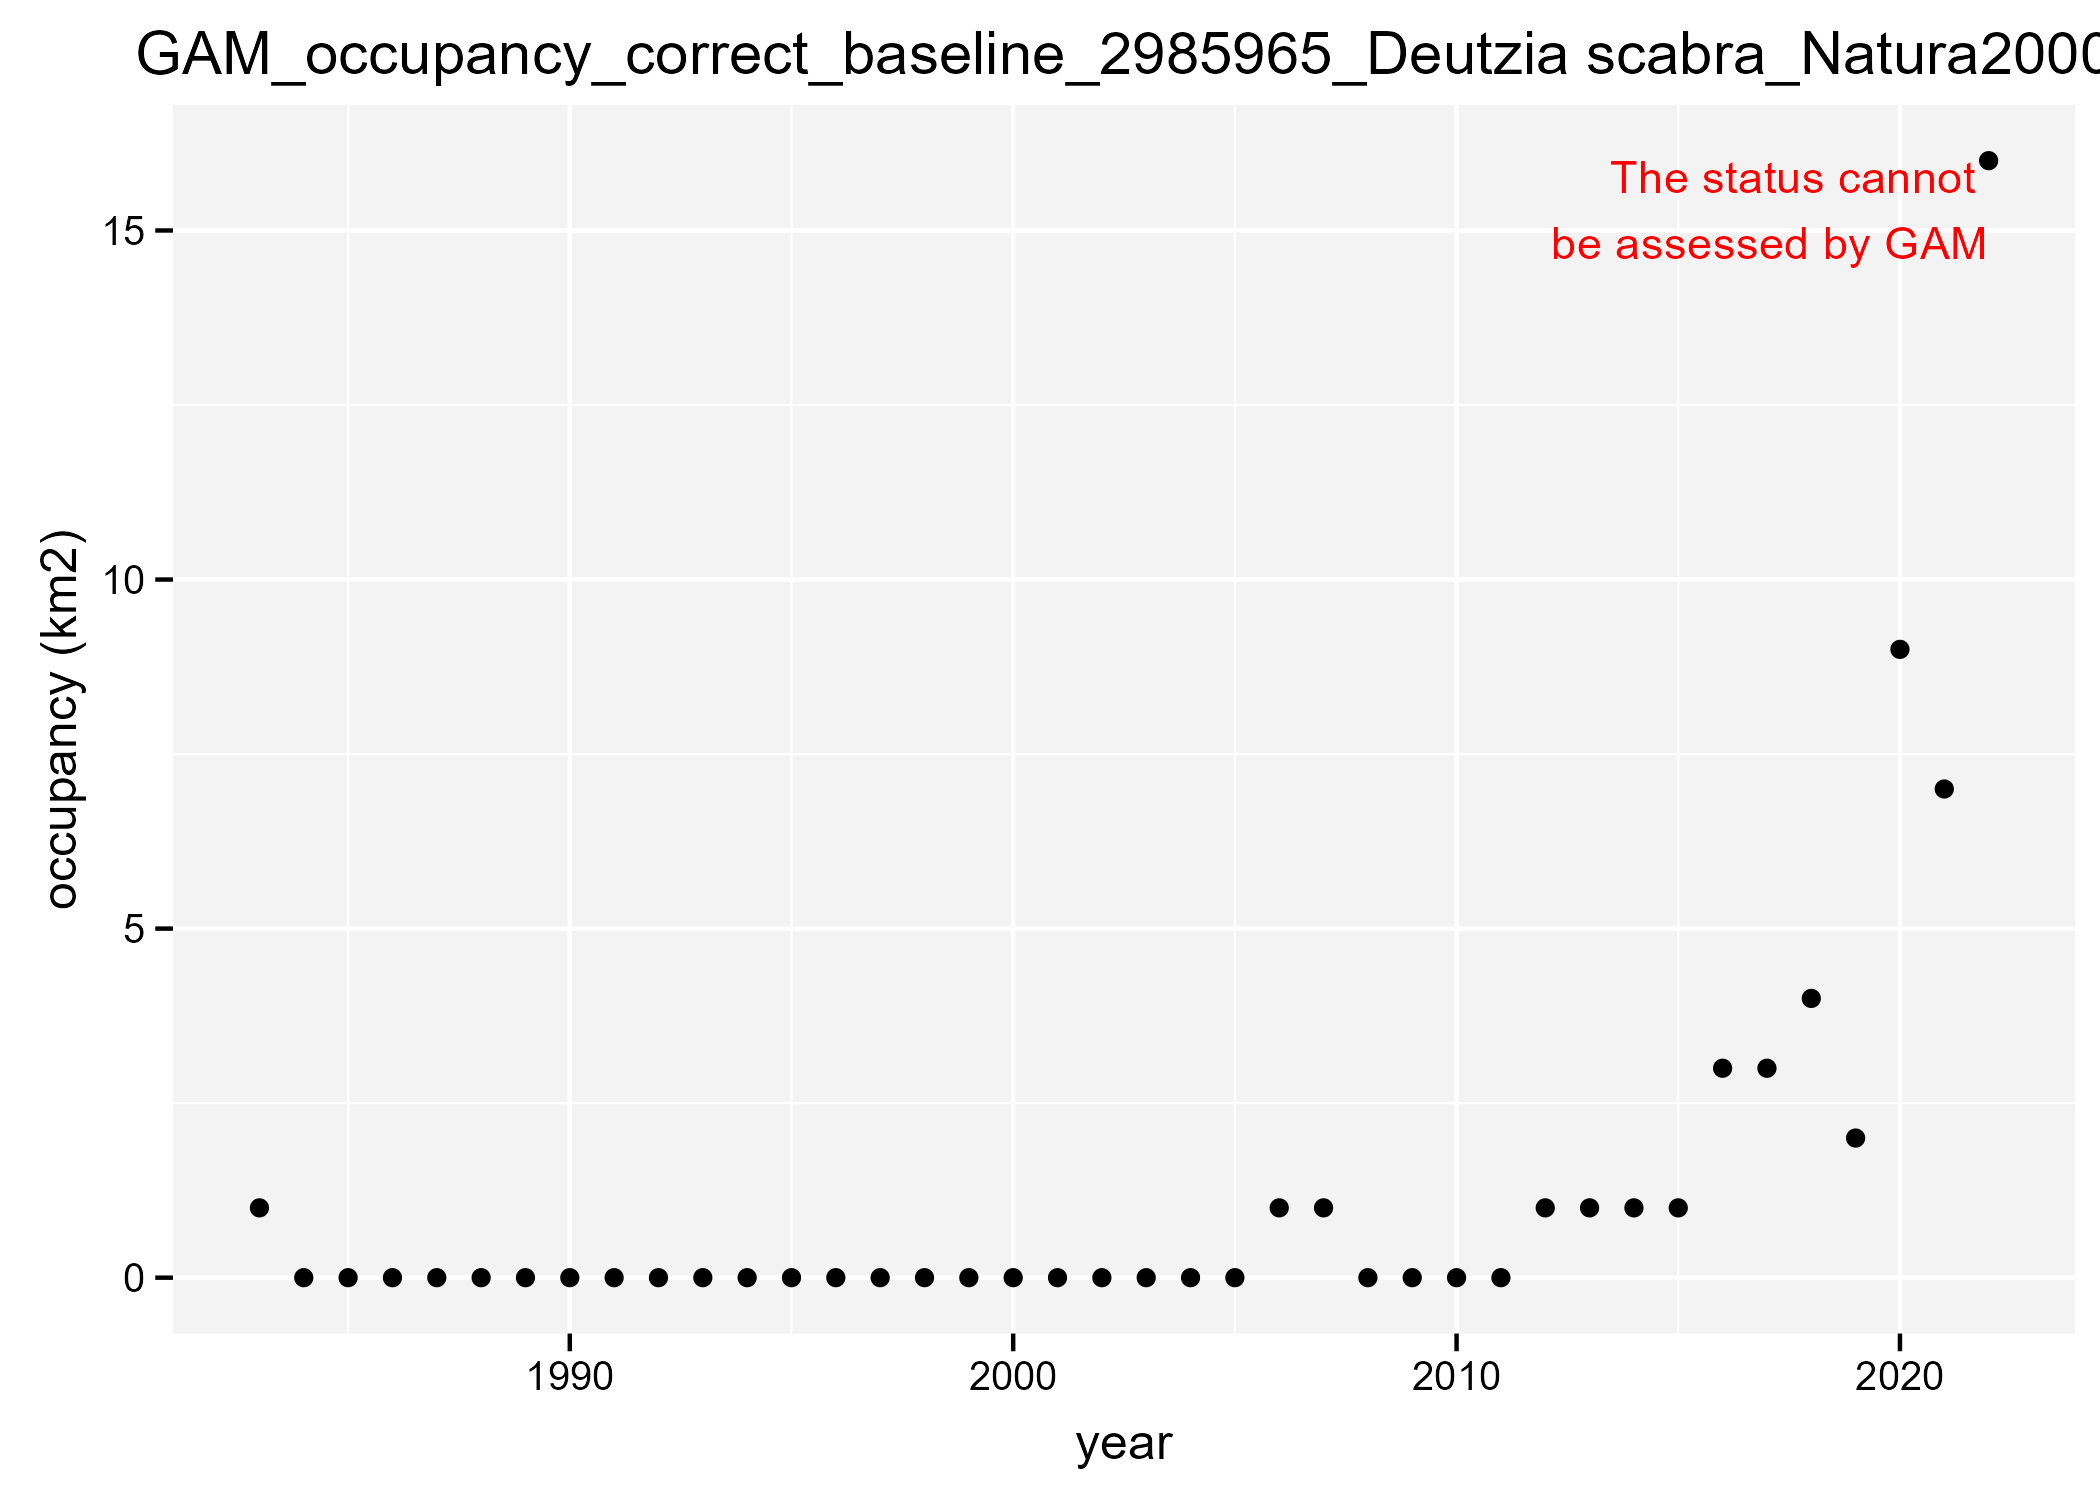 GAM_occupancy_correct_baseline_2985965_Deutzia scabra_Natura2000
The status cannot
be assessed by GAM
15
10
5
0
occupancy (km2)
1990 2000 2010 2020
year